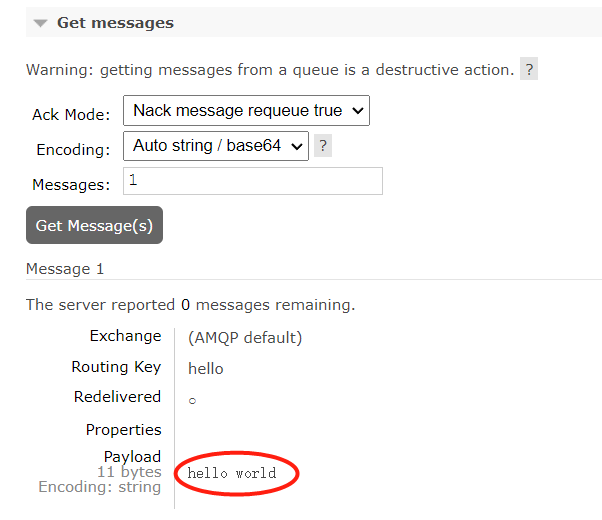 Get messages
Warning: getting messages from a queue is a destructive action. ?
Ack Mode: Nack message requeue true
Encoding: Auto string / base64 ?
Messages: 1
Get Message(s)
Message 1
The server reported 0 messages remaining.
Exchange (AMQP default)
Routing Key hello
Redelivered ○
Properties
Payload
11 bytes hello world
Encoding: string